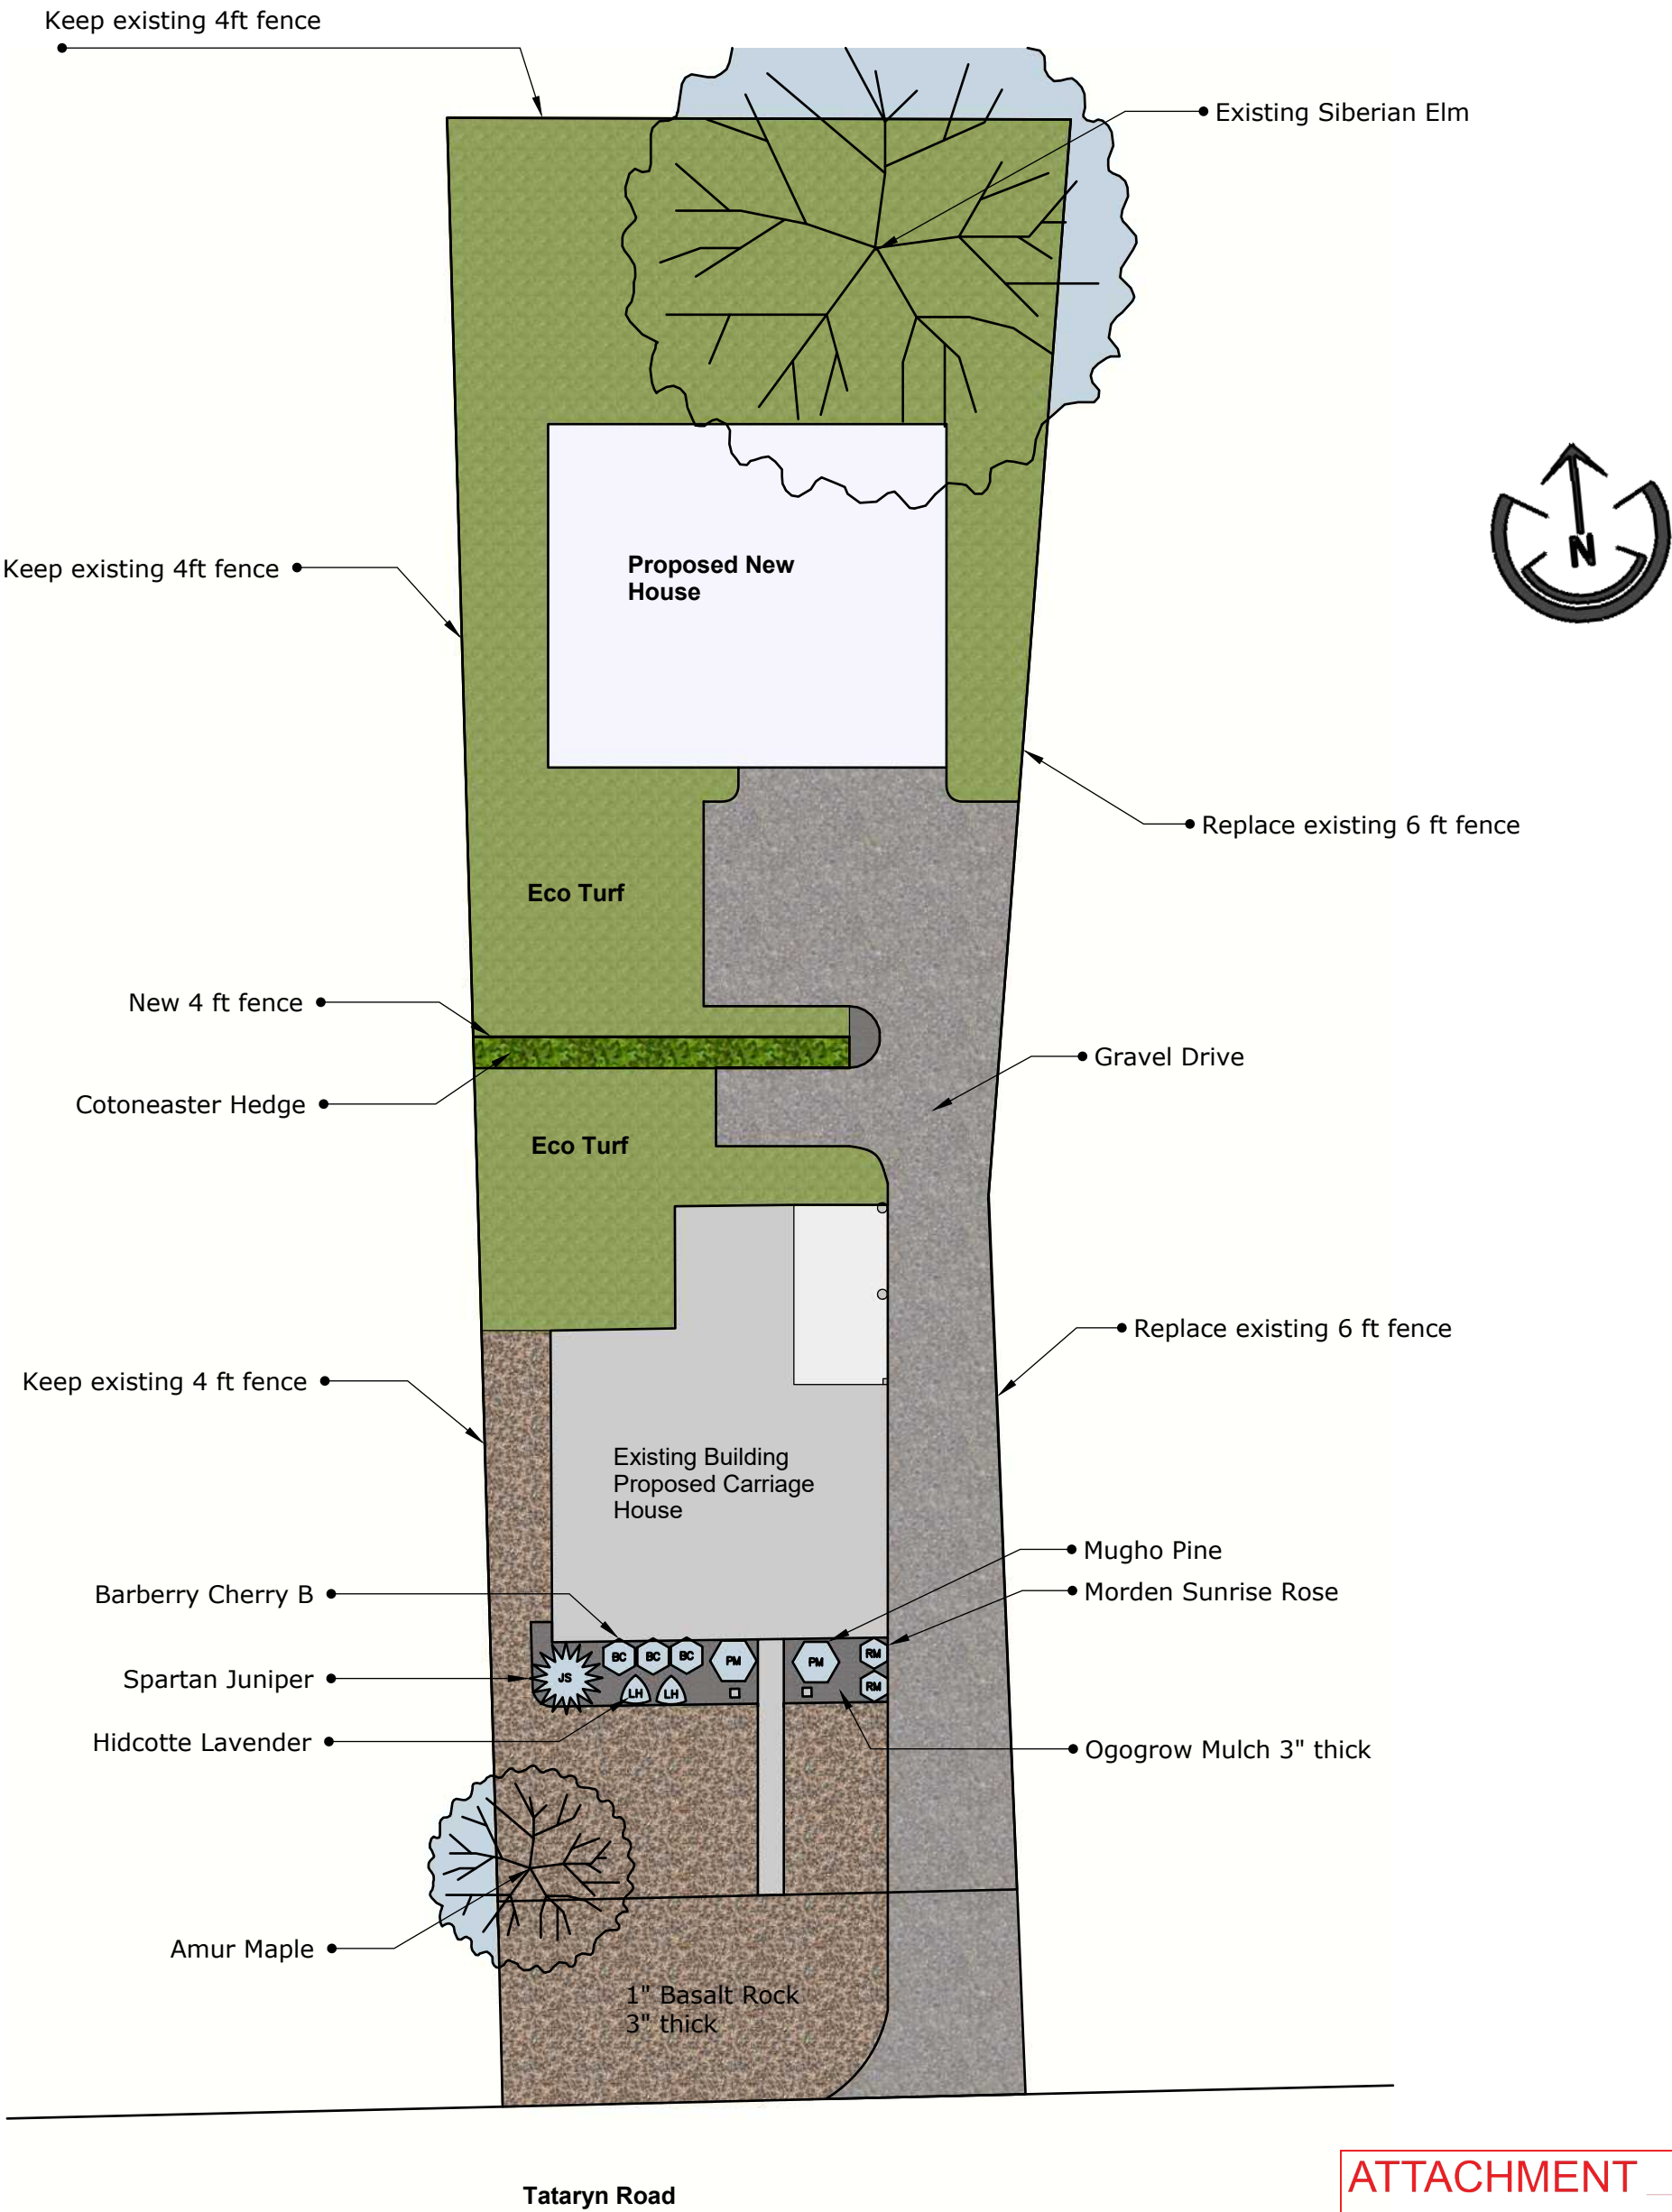 Keep existing 4ft fence
Existing Siberian Elm
N
Keep existing 4ft fence
Proposed New
House
Replace existing 6 ft fence
Eco Turf
New 4 ft fence
Gravel Drive
Cotoneaster Hedge
Eco Turf
Replace existing 6 ft fence
Keep existing 4 ft fence
Existing Building
Proposed Carriage
House
Mugho Pine
Barberry Cherry B
Morden Sunrise Rose
BC BC BC PM PM RM
Spartan Juniper
JS
LH LH RM
Hidcotte Lavender
Ogogrow Mulch 3" thick
Amur Maple
1" Basalt Rock
3" thick
Tataryn Road
ATTACHMENT